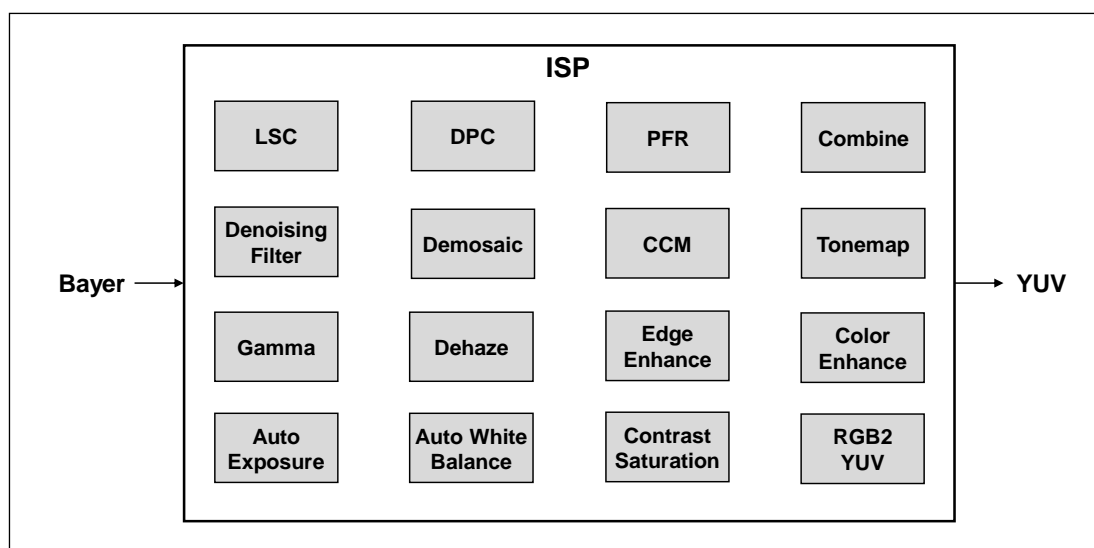 ISP
LSC
DPC
PFR
Combine
Denoising
Filter
Demosaic
CCM
Tonemap
Bayer
YUV
Gamma
Dehaze
Edge
Enhance
Color
Enhance
Auto
Exposure
Auto White
Balance
Contrast
Saturation
RGB2
YUV